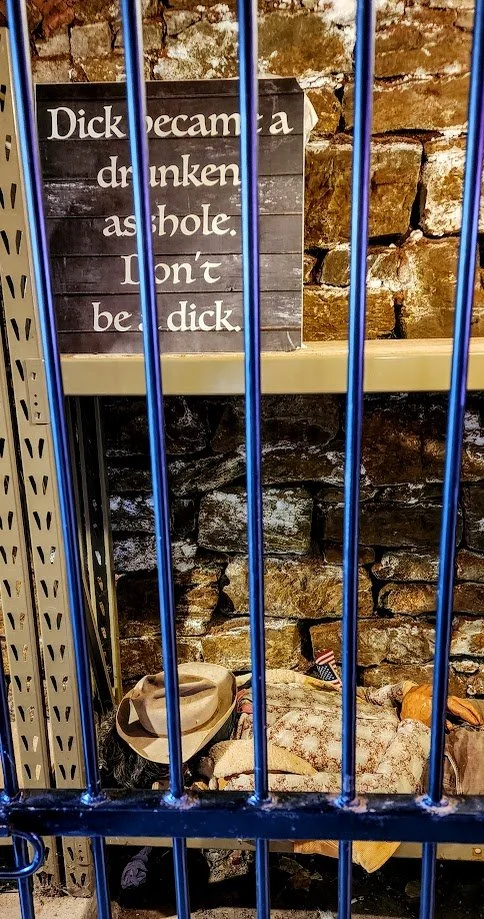 Dick became a
drunken
asshole.
Don't
be a dick.